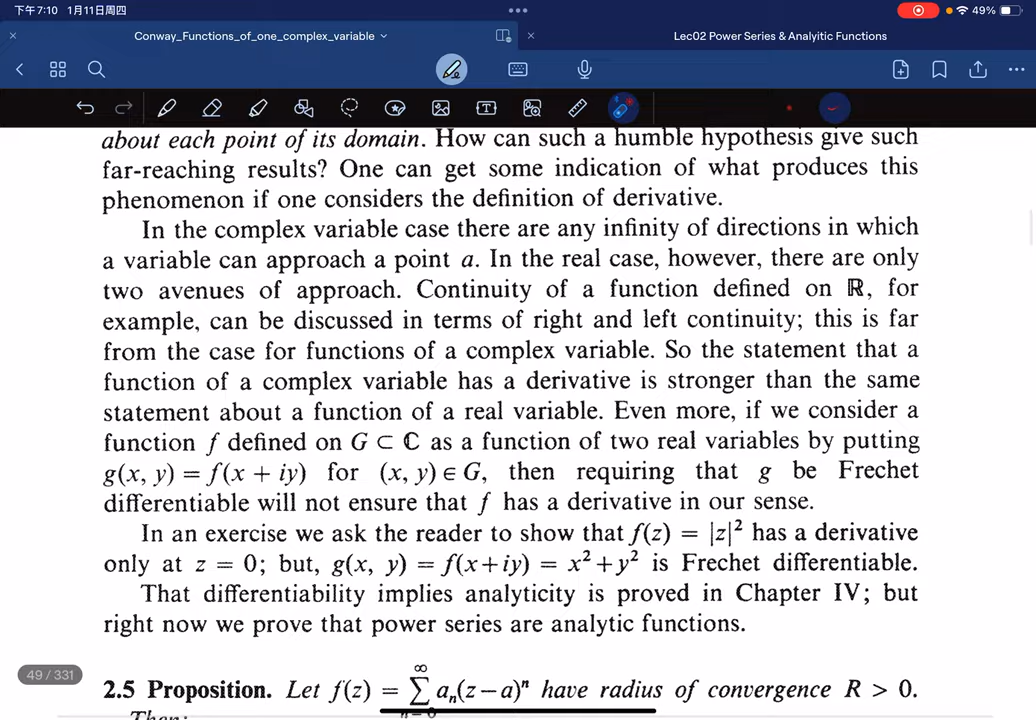 下午7:10 1月11日周四
49%
Conway_Functions_of_one_complex_variable
Lec02 Power Series & Analyitic Functions
about each point of its domain. How can such a humble hypothesis give such
far-reaching results? One can get some indication of what produces this
phenomenon if one considers the definition of derivative.
In the complex variable case there are any infinity of directions in which
a variable can approach a point a. In the real case, however, there are only
two avenues of approach. Continuity of a function defined on ℝ, for
example, can be discussed in terms of right and left continuity; this is far
from the case for functions of a complex variable. So the statement that a
function of a complex variable has a derivative is stronger than the same
statement about a function of a real variable. Even more, if we consider a
function f defined on G ⊂ ℂ as a function of two real variables by putting
g(x, y) = f(x + iy) for (x, y) ∈ G, then requiring that g be Frechet
differentiable will not ensure that f has a derivative in our sense.
In an exercise we ask the reader to show that f(z) = |z|² has a derivative
only at z = 0; but, g(x, y) = f(x+iy) = x²+y² is Frechet differentiable.
That differentiability implies analyticity is proved in Chapter IV; but
right now we prove that power series are analytic functions.
49 / 331
2.5 Proposition. Let f(z) = ∑ aₙ(z−a)ⁿ have radius of convergence R > 0.
Then: